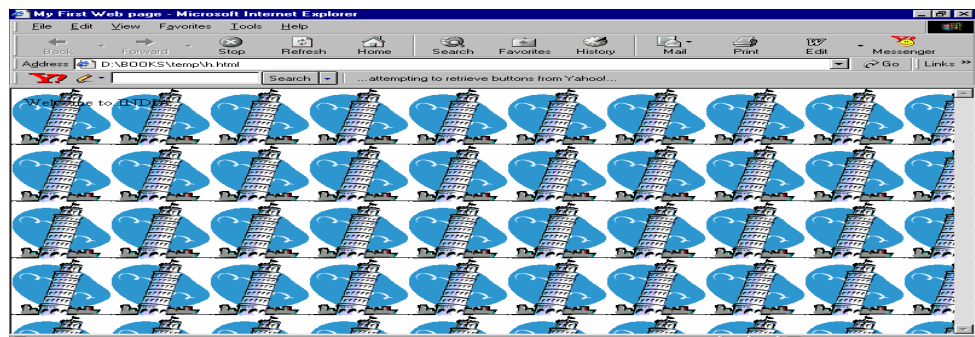 My First Web page - Microsoft Internet Explorer
File Edit View Favorites Tools Help
Back Forward Stop Refresh Home Search Favorites History Mail Print Edit Messenger
Address D:\BOOKS\temp\h.html Go Links »
Y! Search ...attempting to retrieve buttons from Yahoo!...
Welcome to INDIA